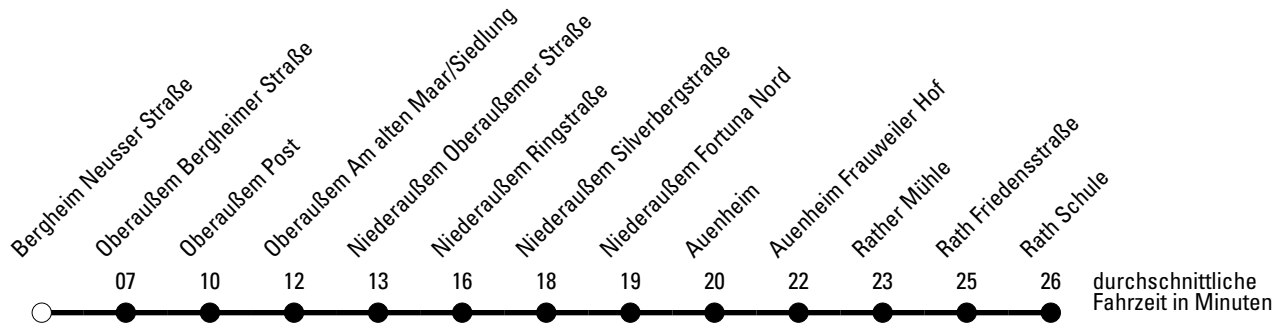 Bergheim Neusser Straße
Oberaußem Bergheimer Straße
Oberaußem Post
Oberaußem Am alten Maar/Siedlung
Niederaußem Oberaußemer Straße
Niederaußem Ringstraße
Niederaußem Silverbergstraße
Niederaußem Fortuna Nord
Auenheim
Auenheim Frauweiler Hof
Rather Mühle
Rath Friedensstraße
Rath Schule
07 10 12 13 16 18 19 20 22 23 25 26
durchschnittliche
Fahrzeit in Minuten